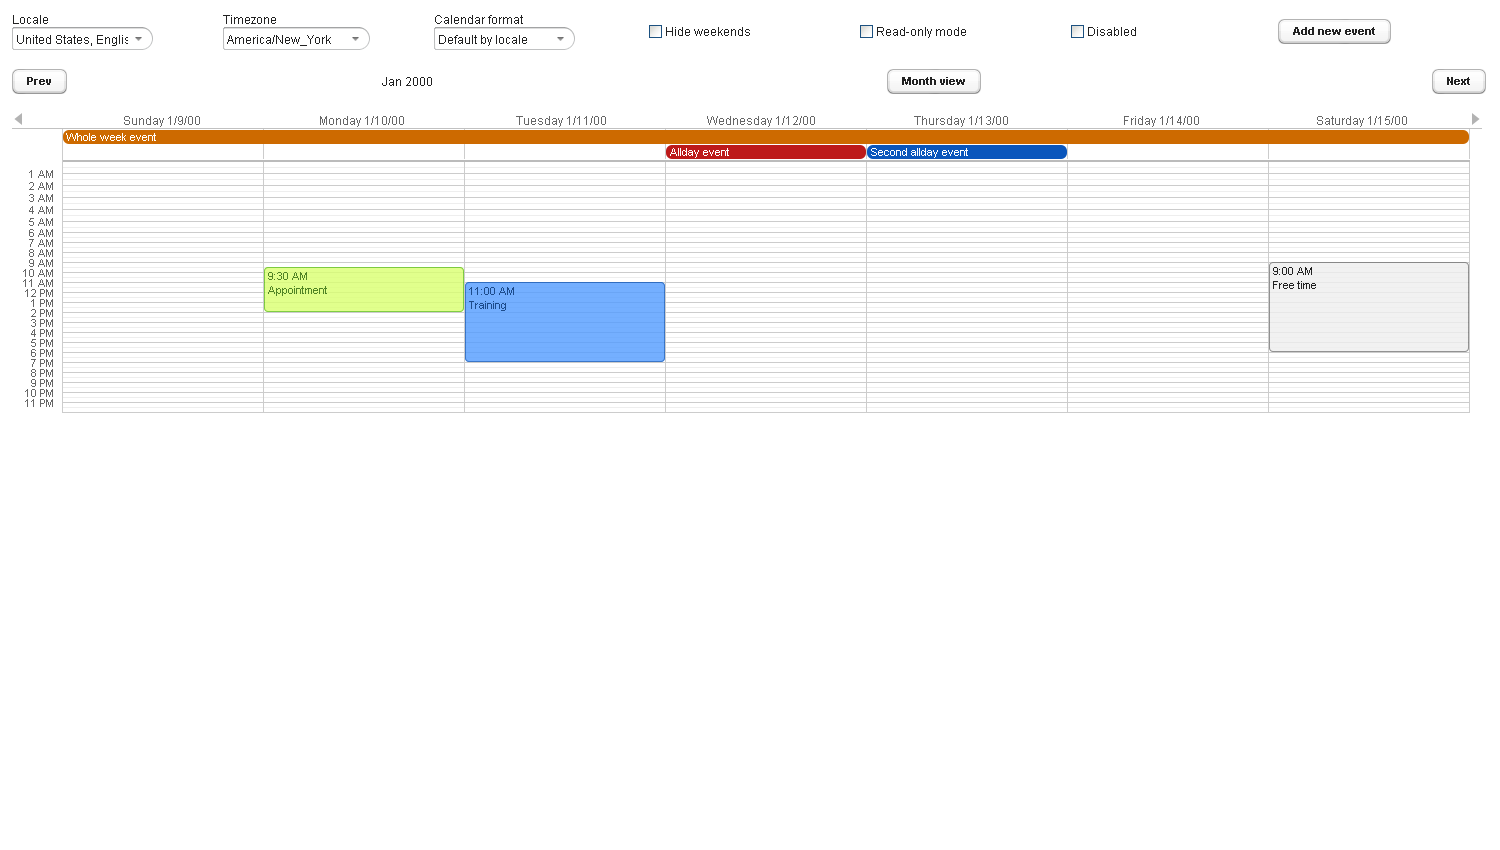 Locale
Timezone
Calendar format
United States, Englis
America/New_York
Default by locale
Hide weekends
Read-only mode
Disabled
Add new event
Prev
Jan 2000
Month view
Next
Sunday 1/9/00
Monday 1/10/00
Tuesday 1/11/00
Wednesday 1/12/00
Thursday 1/13/00
Friday 1/14/00
Saturday 1/15/00
Whole week event
Allday event
Second allday event
1 AM
2 AM
3 AM
4 AM
5 AM
6 AM
7 AM
8 AM
9 AM
10 AM
11 AM
12 PM
1 PM
2 PM
3 PM
4 PM
5 PM
6 PM
7 PM
8 PM
9 PM
10 PM
11 PM
9:30 AM
Appointment
11:00 AM
Training
9:00 AM
Free time